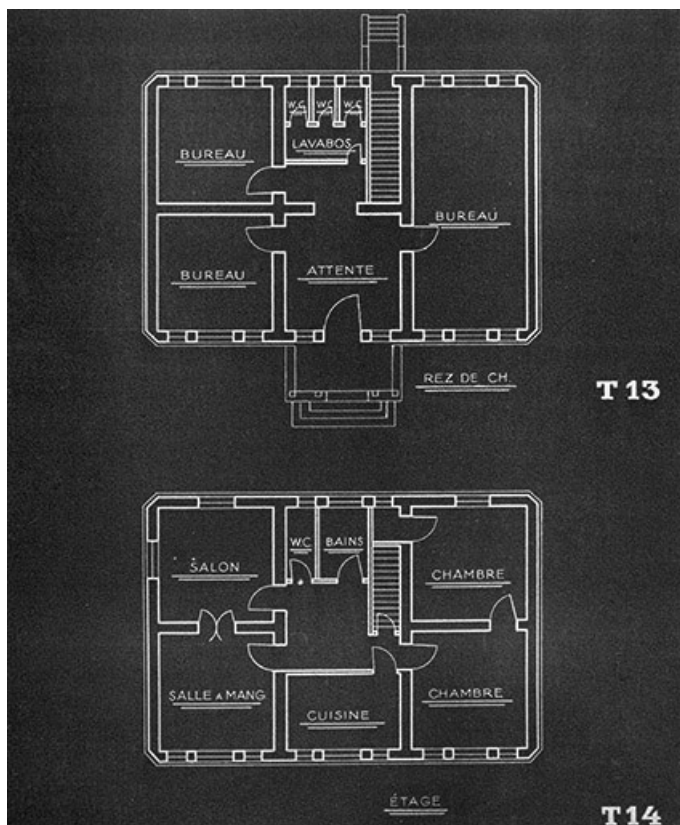 W.C W.C W.C
LAVABOS
BUREAU
BUREAU
BUREAU
ATTENTE
REZ DE CH.
T 13
W.C BAINS
SALON
CHAMBRE
SALLE A MANG
CHAMBRE
CUISINE
ÉTAGE
T 14